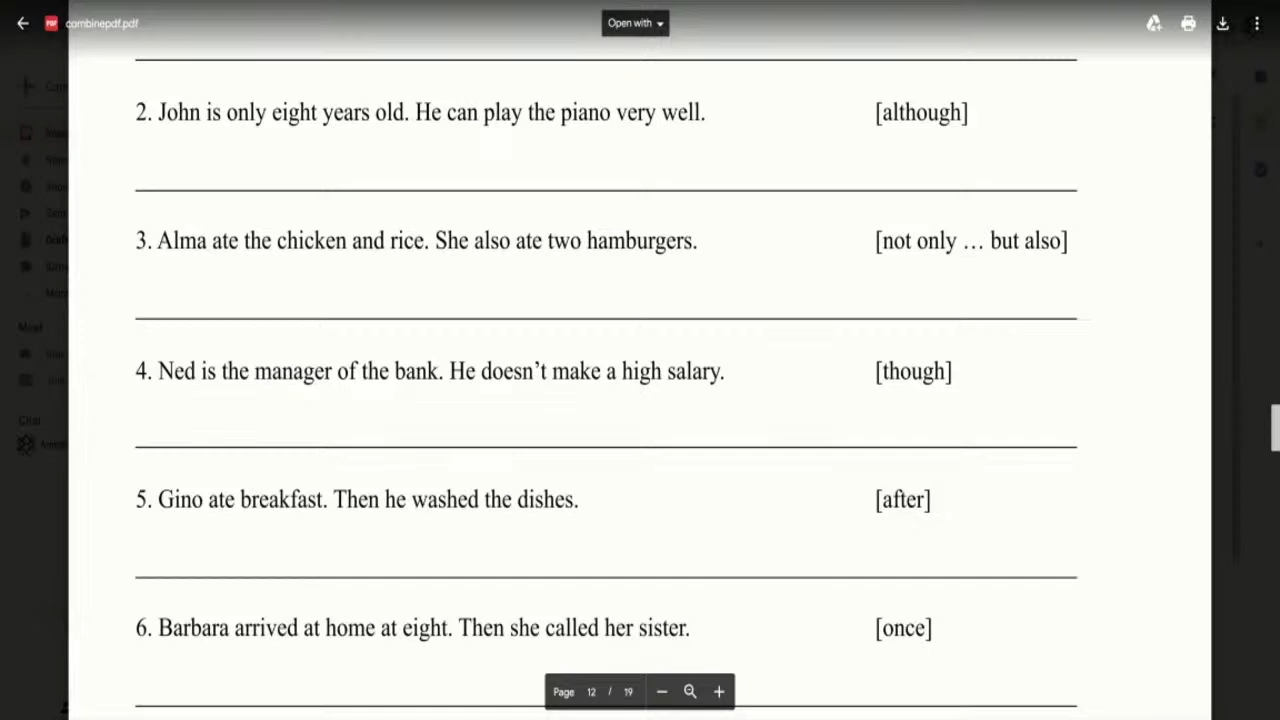 combinepdf.pdf
Open with
2. John is only eight years old. He can play the piano very well. [although]
3. Alma ate the chicken and rice. She also ate two hamburgers. [not only … but also]
4. Ned is the manager of the bank. He doesn’t make a high salary. [though]
5. Gino ate breakfast. Then he washed the dishes. [after]
6. Barbara arrived at home at eight. Then she called her sister. [once]
Page 12 / 19
Meet
Chat